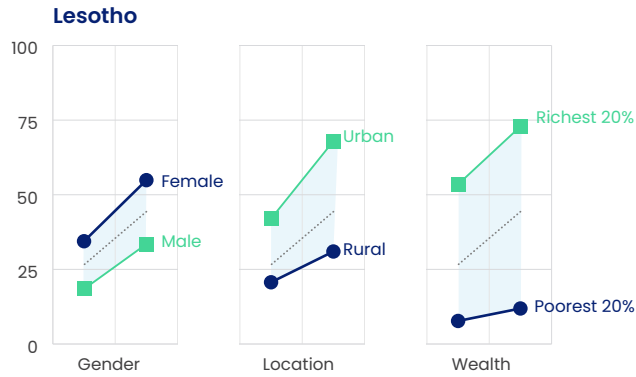 Lesotho
100
75
50
25
0
Female
Male
Urban
Rural
Richest 20%
Poorest 20%
Gender
Location
Wealth